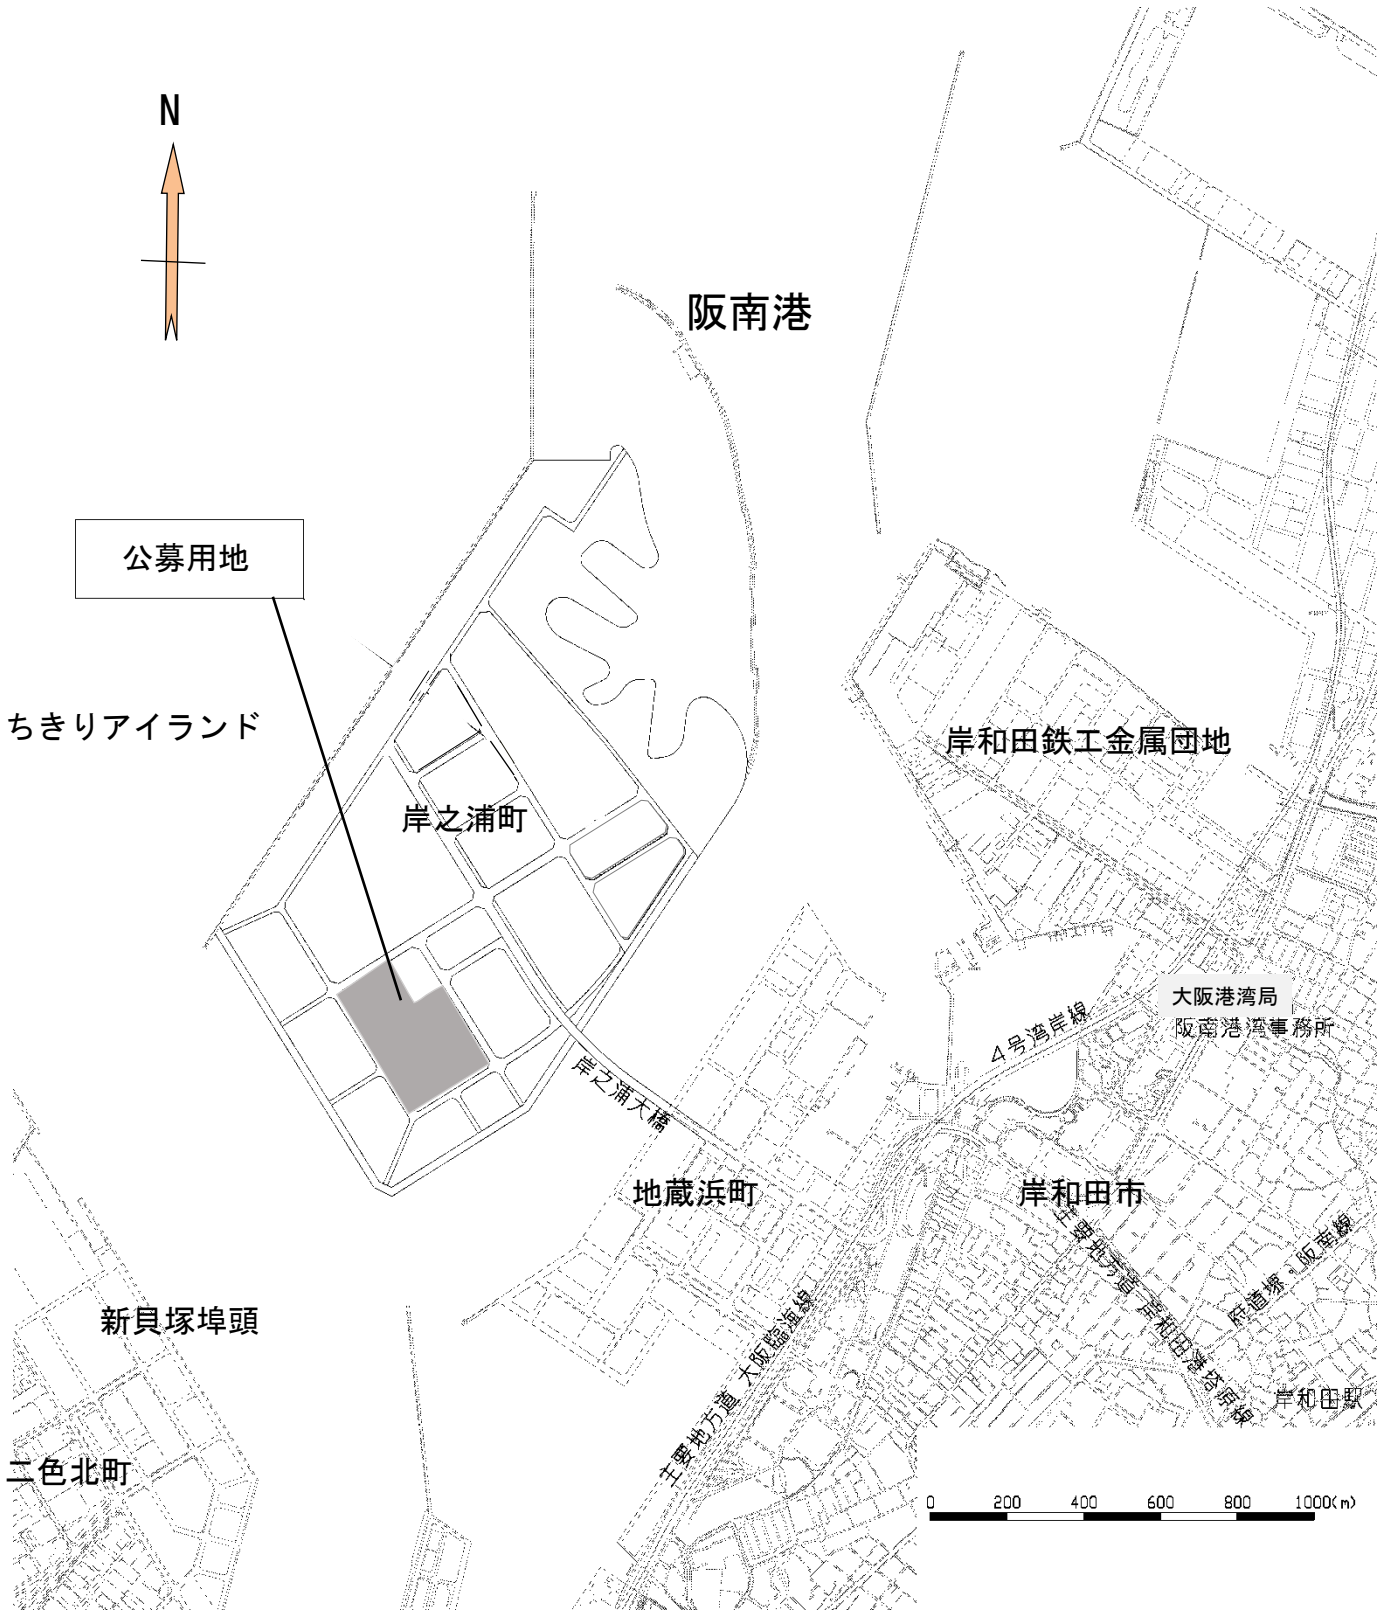 N
阪南港
公募用地
ちきりアイランド
岸和田鉄工金属団地
岸之浦町
大阪港湾局
阪南港湾事務所
4号湾岸線
岸之浦大橋
地蔵浜町
岸和田市
主要地方道 岸和田港塔原線
府道堺・阪南線
主要地方道 大阪臨海線
新貝塚埠頭
岸和田駅
二色北町
0 200 400 600 800 1000(m)